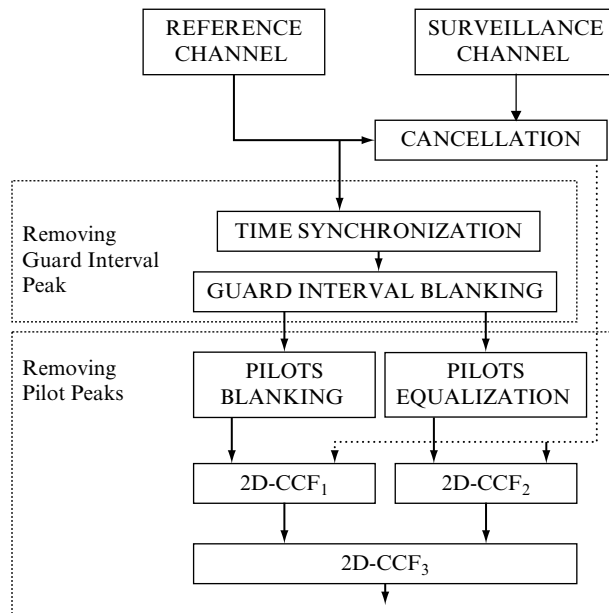 REFERENCE
CHANNEL
SURVEILLANCE
CHANNEL
CANCELLATION
Removing
Guard Interval
Peak
TIME SYNCHRONIZATION
GUARD INTERVAL BLANKING
Removing
Pilot Peaks
PILOTS
BLANKING
PILOTS
EQUALIZATION
2D-CCF₁
2D-CCF₂
2D-CCF₃